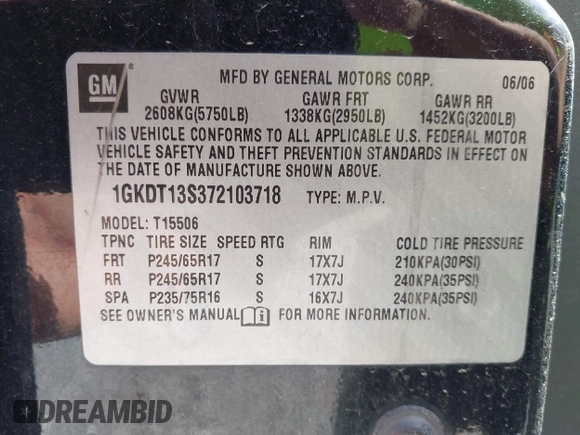 GM ®
MFD BY GENERAL MOTORS CORP. 06/06
GVWR GAWR FRT GAWR RR
2608KG(5750LB) 1338KG(2950LB) 1452KG(3200LB)
THIS VEHICLE CONFORMS TO ALL APPLICABLE U.S. FEDERAL MOTOR
VEHICLE SAFETY AND THEFT PREVENTION STANDARDS IN EFFECT ON
THE DATE OF MANUFACTURE SHOWN ABOVE.
1GKDT13S372103718 TYPE: M.P.V.
MODEL: T15506
TPNC TIRE SIZE SPEED RTG RIM COLD TIRE PRESSURE
FRT P245/65R17 S 17X7J 210KPA(30PSI)
RR P245/65R17 S 17X7J 240KPA(35PSI)
SPA P235/75R16 S 16X7J 240KPA(35PSI)
SEE OWNER'S MANUAL FOR MORE INFORMATION.
DREAMBID